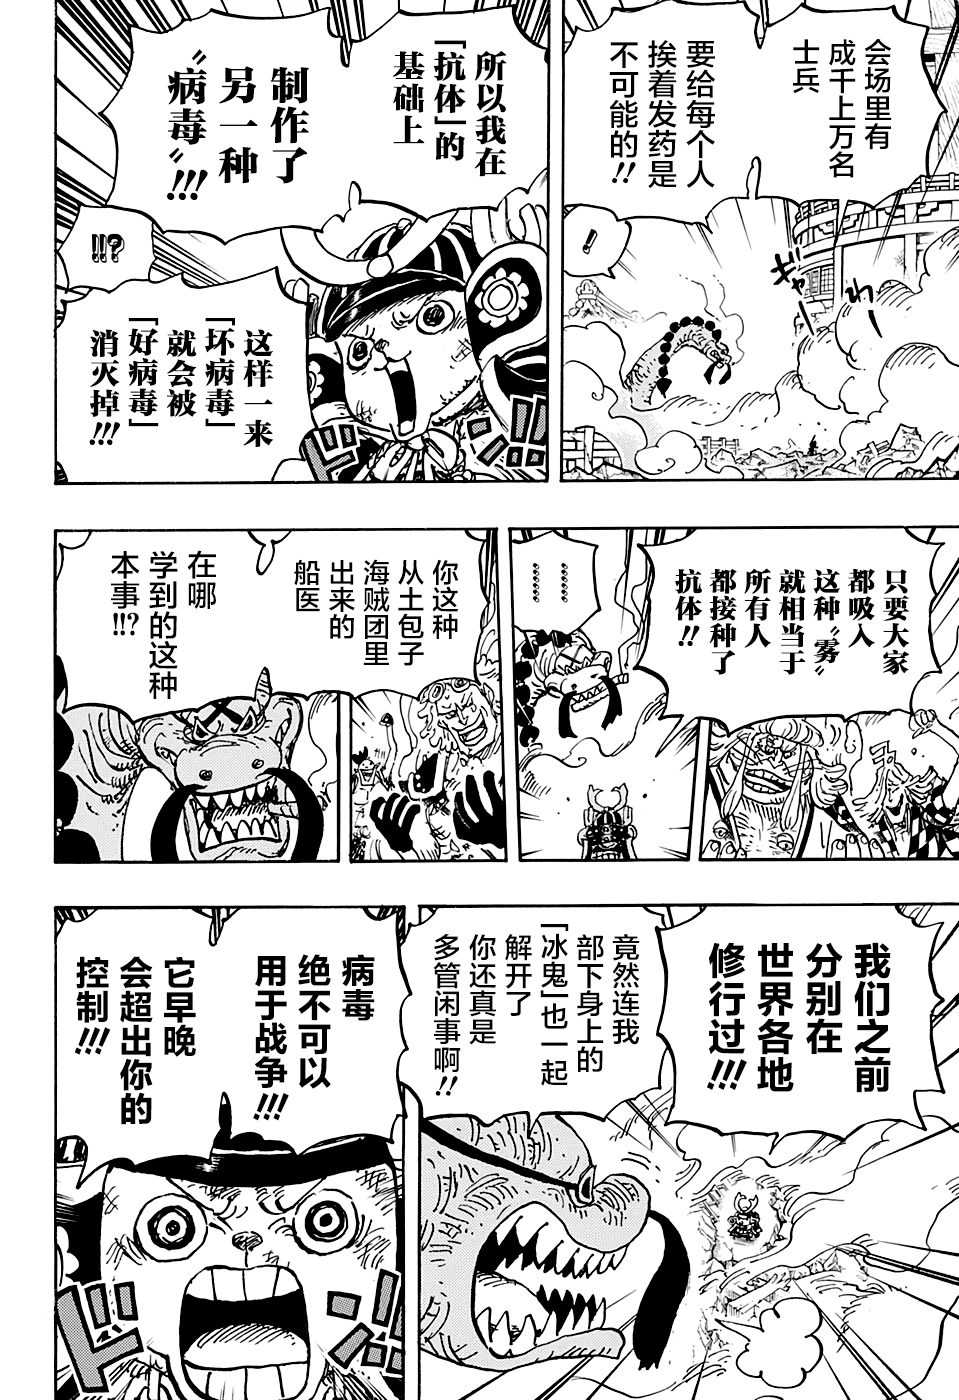 会场里有
成千上万名
士兵
要给每个人
挨着发药是
不可能的!!
!
ギャオ
所以我在
「抗体」的
基础上
制作了
另一种
〝病毒〟!!!
!!?
这样一来
「坏病毒」
就会被
「好病毒」
消灭掉!!!
ドン
只要大家
都吸入
这种〝雾〟
就相当于
所有人
都接种了
抗体!!
………
………
你这种
从土包子
海贼团里
出来的
船医
在哪
学到的这种
本事!!?
我们之前
分别在
世界各地
修行过!!!
竟然连我
部下身上的
「冰鬼」也一起
解开了
你还真是
多管闲事啊!!
病毒
绝不可以
用于战争!!!
它早晚
会超出你的
控制!!!
ドド